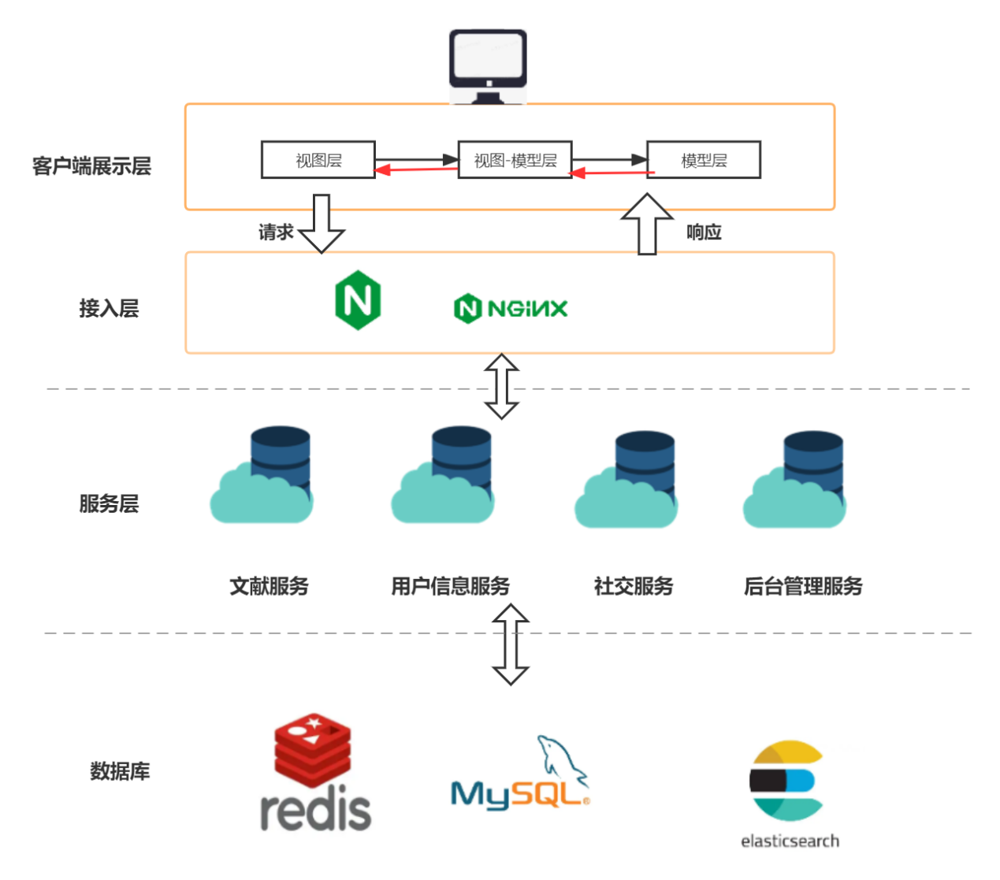 客户端展示层
视图层
视图-模型层
模型层
请求
响应
接入层
N
NGiNX
服务层
文献服务
用户信息服务
社交服务
后台管理服务
数据库
redis
MySQL®
elasticsearch